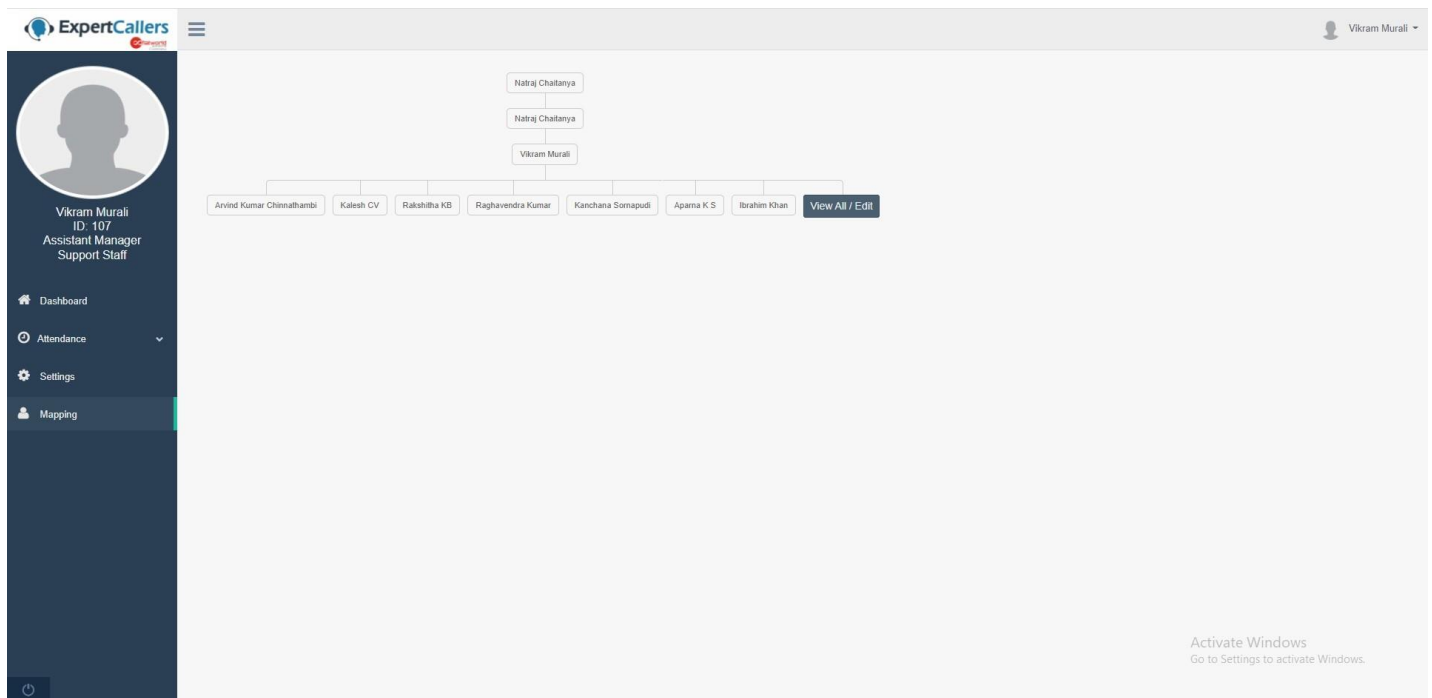 ExpertCallers
Vikram Murali
Natraj Chaitanya
Natraj Chaitanya
Vikram Murali
Arvind Kumar Chinnathambi Kalesh CV Rakshitha KB Raghavendra Kumar Kanchana Sornapudi Aparna K S Ibrahim Khan View All / Edit
Vikram Murali
ID: 107
Assistant Manager
Support Staff
Dashboard
Attendance
Settings
Mapping
Activate Windows
Go to Settings to activate Windows.